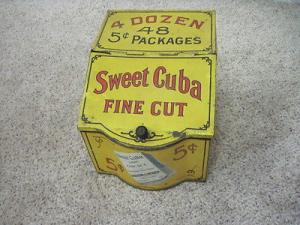 4 DOZEN
48
5¢ PACKAGES
Sweet Cuba
FINE CUT
5¢
5¢